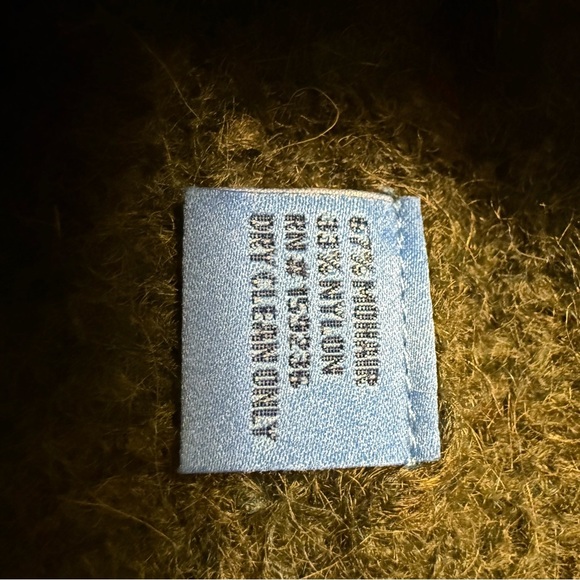 67% MOHAIR
33% NYLON
RN # 159236
DRY CLEAN ONLY